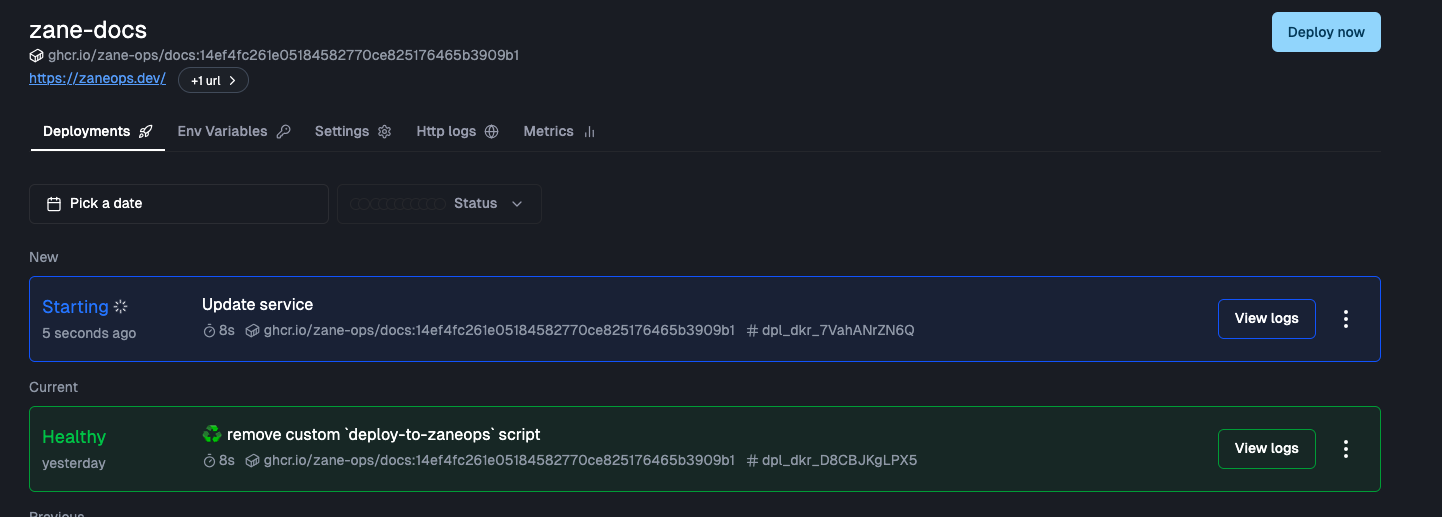 zane-docs
Deploy now
ghcr.io/zane-ops/docs:14ef4fc261e05184582770ce825176465b3909b1
https://zaneops.dev/ +1 url
Deployments Env Variables Settings Http logs Metrics
Pick a date Status
New
Starting Update service
5 seconds ago 8s ghcr.io/zane-ops/docs:14ef4fc261e05184582770ce825176465b3909b1 # dpl_dkr_7VahANrZN6Q
View logs
Current
Healthy ♻️ remove custom `deploy-to-zaneops` script
yesterday 8s ghcr.io/zane-ops/docs:14ef4fc261e05184582770ce825176465b3909b1 # dpl_dkr_D8CBJKgLPX5
View logs
Previous